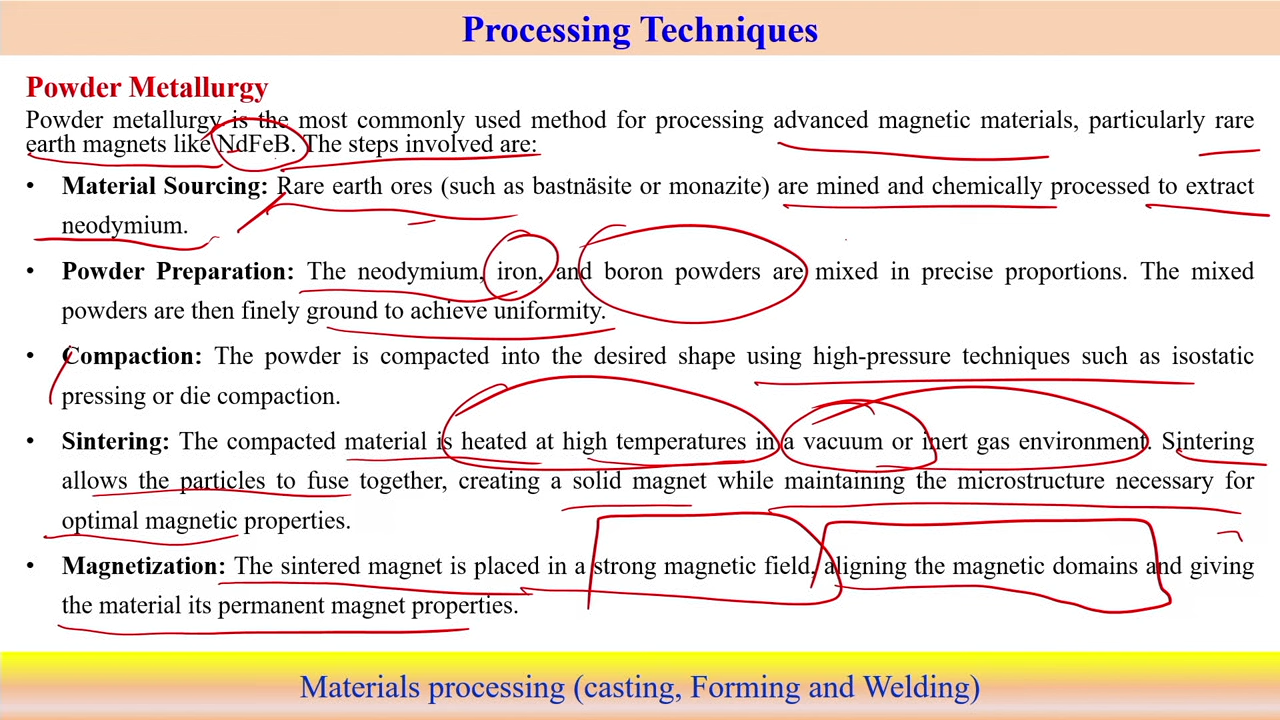 Processing Techniques
Powder Metallurgy
Powder metallurgy is the most commonly used method for processing advanced magnetic materials, particularly rare
earth magnets like NdFeB. The steps involved are:
• Material Sourcing: Rare earth ores (such as bastnäsite or monazite) are mined and chemically processed to extract
neodymium.
• Powder Preparation: The neodymium, iron, and boron powders are mixed in precise proportions. The mixed
powders are then finely ground to achieve uniformity.
• Compaction: The powder is compacted into the desired shape using high-pressure techniques such as isostatic
pressing or die compaction.
• Sintering: The compacted material is heated at high temperatures in a vacuum or inert gas environment. Sintering
allows the particles to fuse together, creating a solid magnet while maintaining the microstructure necessary for
optimal magnetic properties.
• Magnetization: The sintered magnet is placed in a strong magnetic field, aligning the magnetic domains and giving
the material its permanent magnet properties.
Materials processing (casting, Forming and Welding)